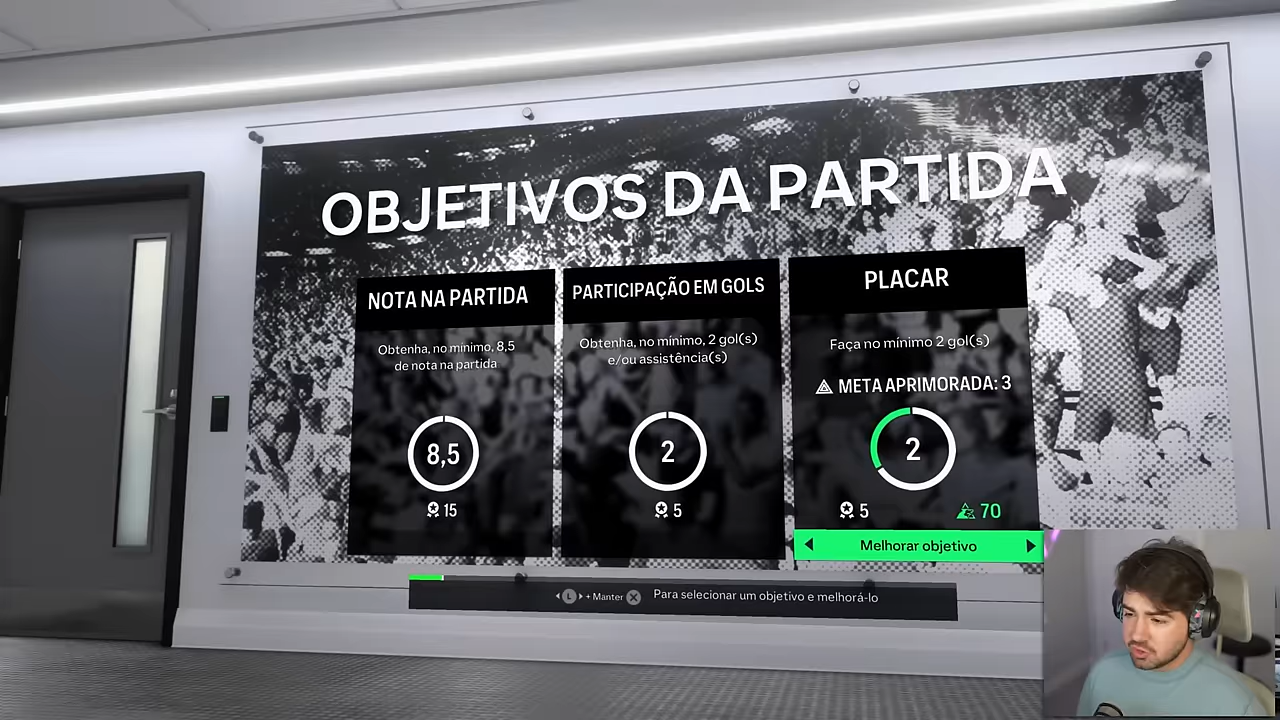 OBJETIVOS DA PARTIDA
NOTA NA PARTIDA
Obtenha, no mínimo, 8,5
de nota na partida
8,5
15
PARTICIPAÇÃO EM GOLS
Obtenha, no mínimo, 2 gol(s)
e/ou assistência(s)
2
5
PLACAR
Faça no mínimo 2 gol(s)
META APRIMORADA: 3
2
5
70
Melhorar objetivo
L + Manter X Para selecionar um objetivo e melhorá-lo